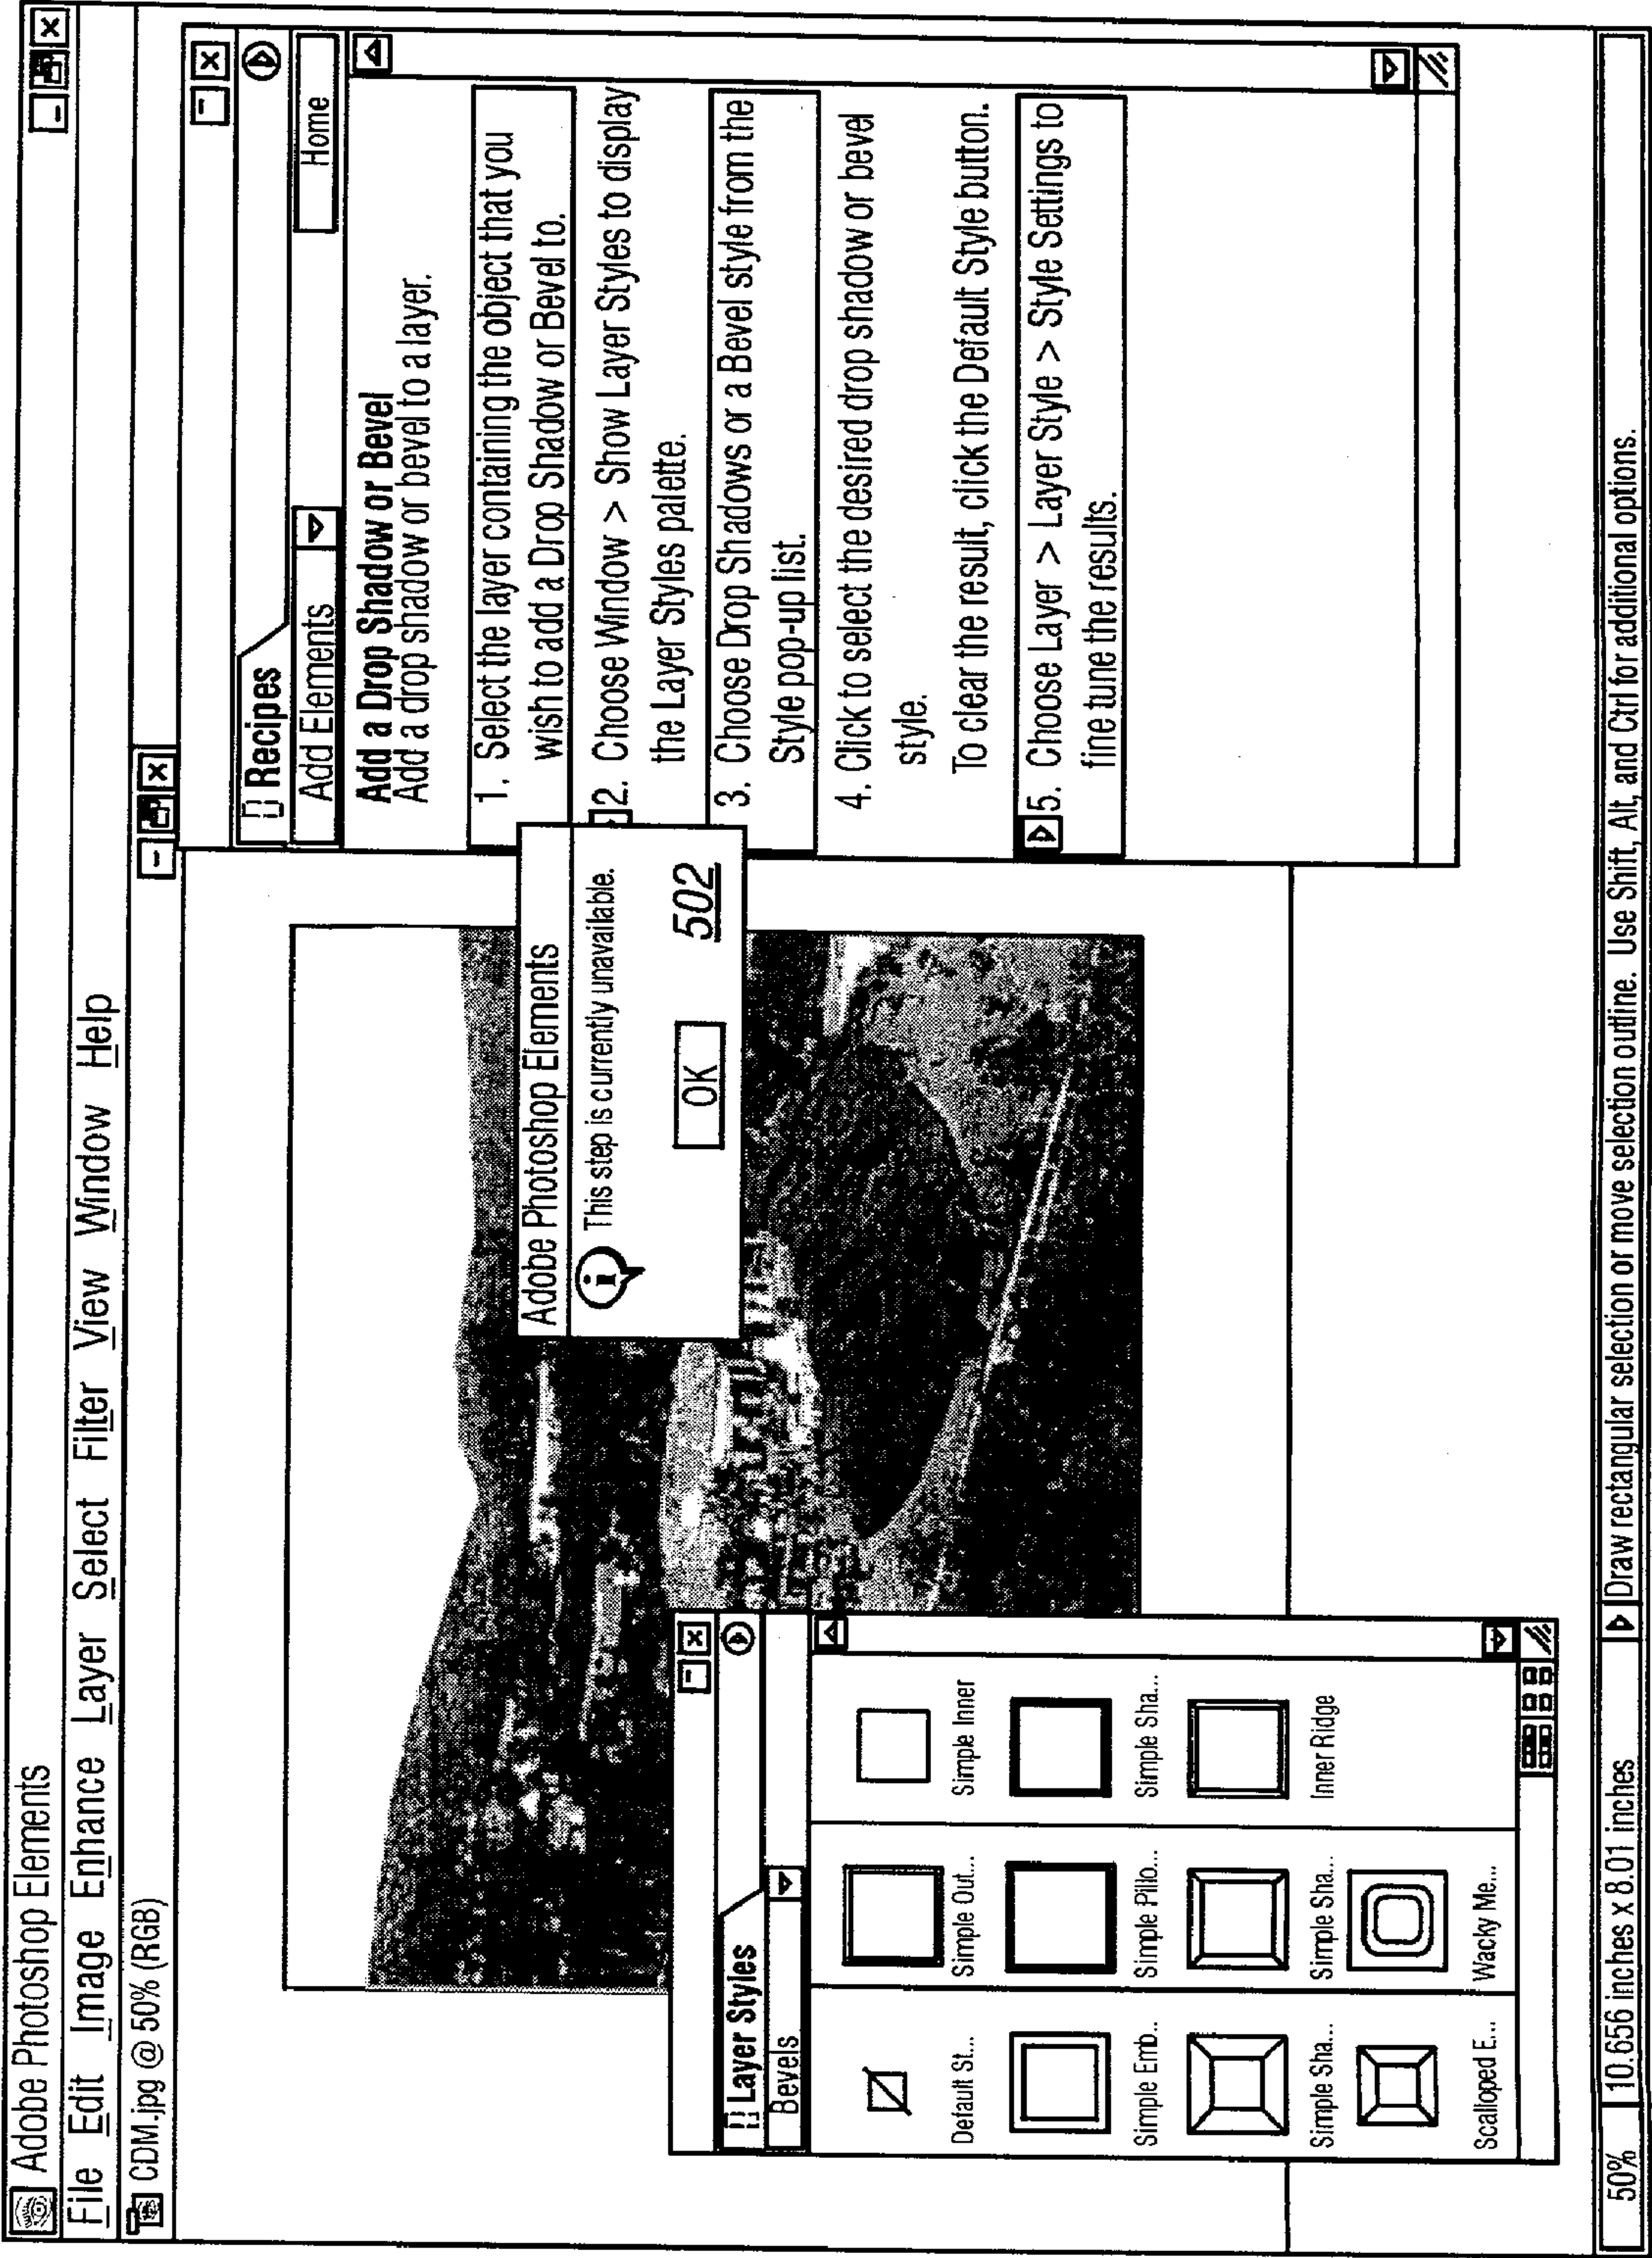 Adobe Photoshop Elements
File Edit Image Enhance Layer Select Filter View Window Help
CDM.jpg @ 50% (RGB)
Layer Styles
Bevels
Default St...
Simple Out...
Simple Inner
Simple Emb..
Simple Pillo...
Simple Sha...
Simple Sha...
Simple Sha...
Inner Ridge
Scalloped E...
Wacky Me...
Adobe Photoshop Elements
This step is currently unavailable.
OK
502
Recipes
Add Elements
Home
Add a Drop Shadow or Bevel
Add a drop shadow or bevel to a layer.
1. Select the layer containing the object that you
wish to add a Drop Shadow or Bevel to.
2. Choose Window > Show Layer Styles to display
the Layer Styles palette.
3. Choose Drop Shadows or a Bevel style from the
Style pop-up list.
4. Click to select the desired drop shadow or bevel
style.
To clear the result, click the Default Style button.
5. Choose Layer > Layer Style > Style Settings to
fine tune the results.
50%
10.656 inches x 8.01 inches
Draw rectangular selection or move selection outline. Use Shift, Alt, and Ctrl for additional options.